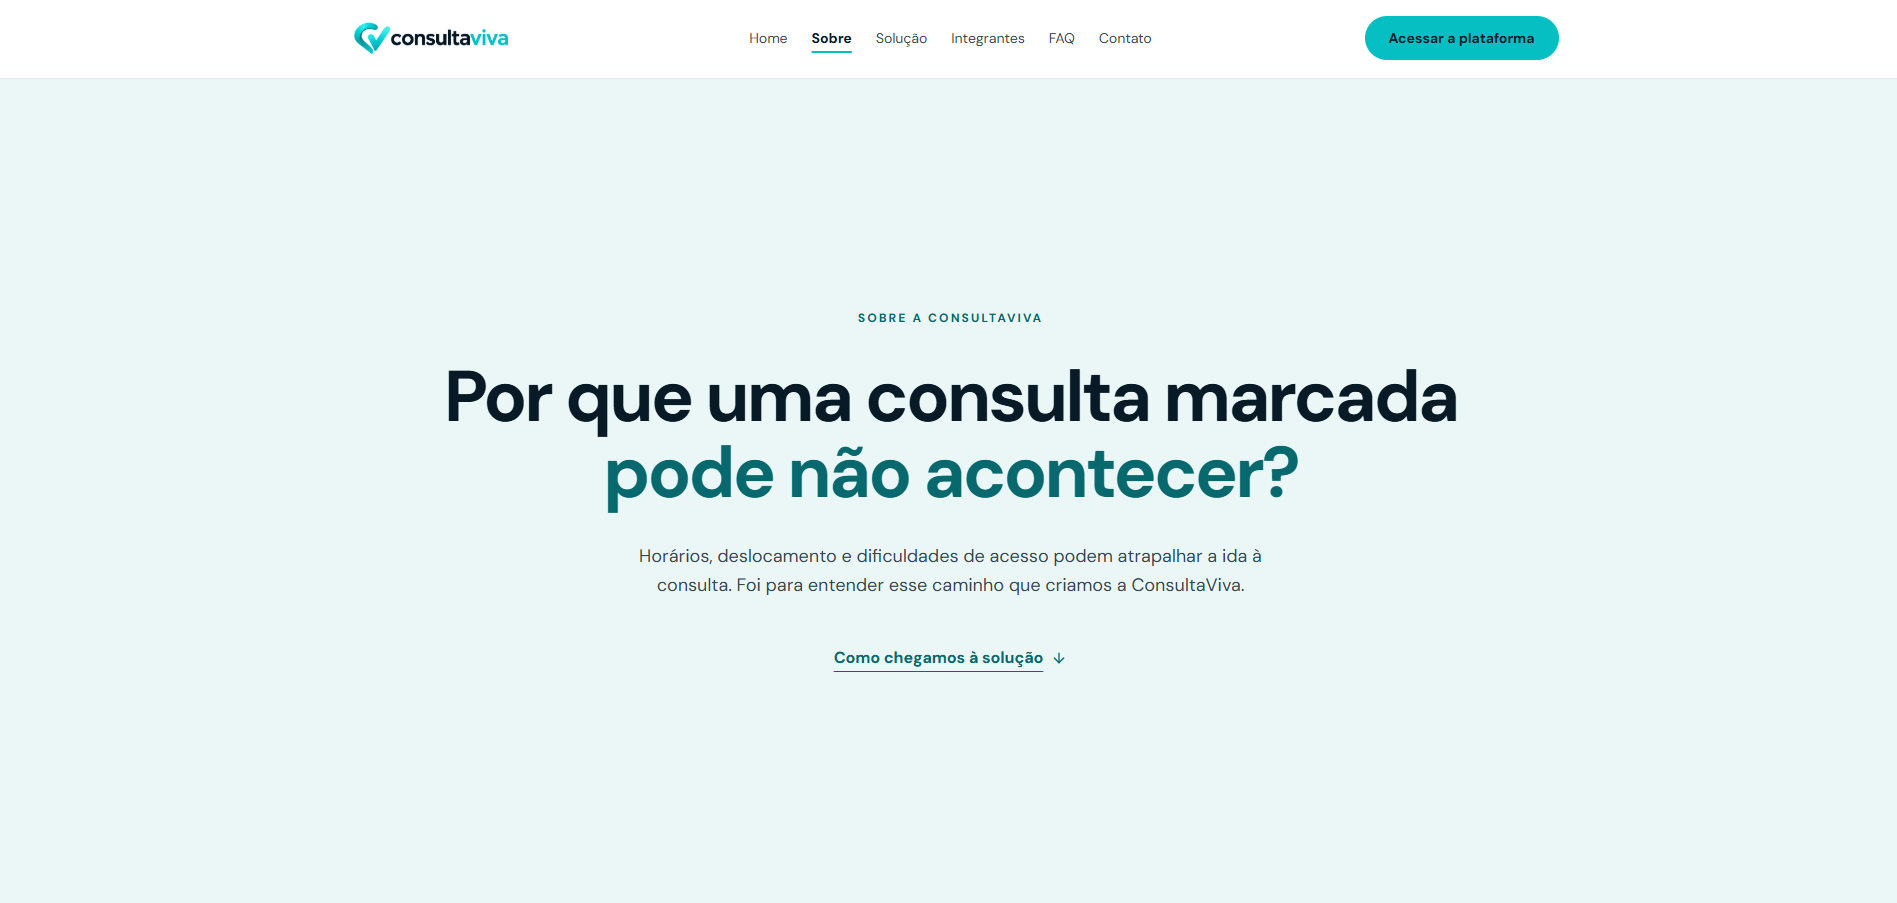 consultaviva
Home Sobre Solução Integrantes FAQ Contato
Acessar a plataforma
SOBRE A CONSULTAVIVA
Por que uma consulta marcada
pode não acontecer?
Horários, deslocamento e dificuldades de acesso podem atrapalhar a ida à
consulta. Foi para entender esse caminho que criamos a ConsultaViva.
Como chegamos à solução ↓